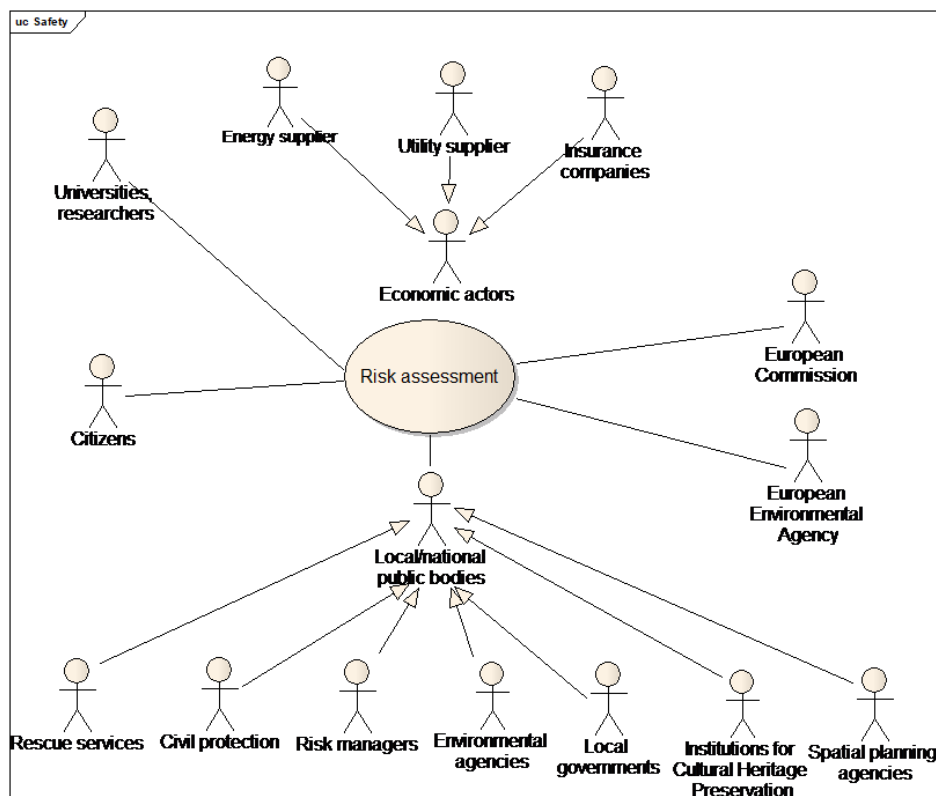 uc Safety
Energy supplier
Utility supplier
Insurance
companies
Universities,
researchers
Economic actors
Risk assessment
European
Commission
Citizens
European
Environmental
Agency
Local/national
public bodies
Rescue services
Civil protection
Risk managers
Environmental
agencies
Local
governments
Institutions for
Cultural Heritage
Preservation
Spatial planning
agencies